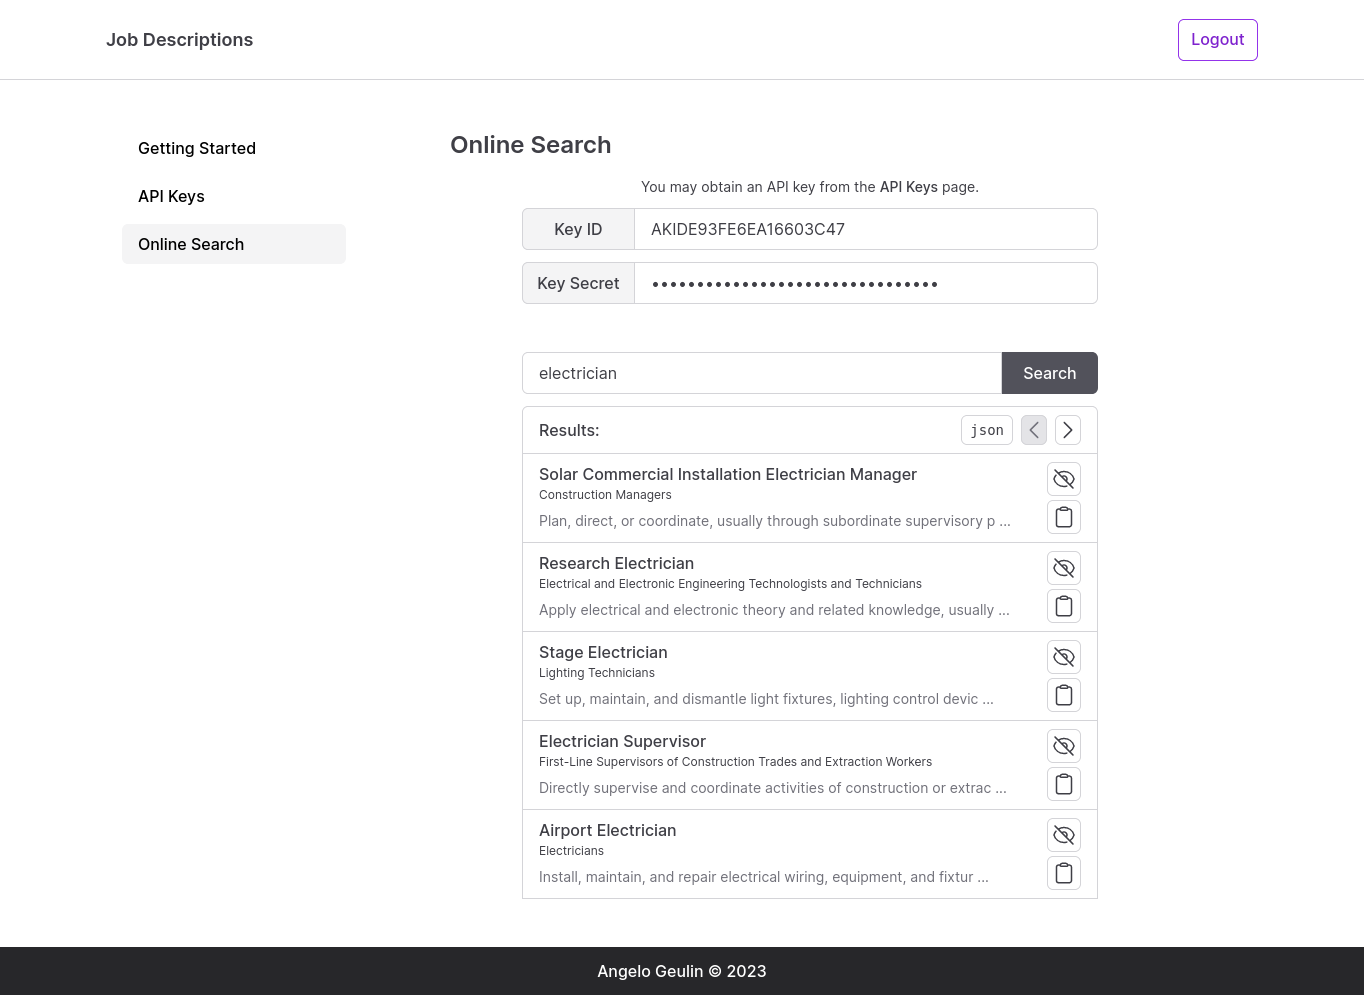 Job Descriptions
Logout
Getting Started
API Keys
Online Search
Online Search
You may obtain an API key from the API Keys page.
Key ID AKIDE93FE6EA16603C47
Key Secret ••••••••••••••••••••••••••••••••
electrician Search
Results: json
Solar Commercial Installation Electrician Manager
Construction Managers
Plan, direct, or coordinate, usually through subordinate supervisory p ...
Research Electrician
Electrical and Electronic Engineering Technologists and Technicians
Apply electrical and electronic theory and related knowledge, usually ...
Stage Electrician
Lighting Technicians
Set up, maintain, and dismantle light fixtures, lighting control devic ...
Electrician Supervisor
First-Line Supervisors of Construction Trades and Extraction Workers
Directly supervise and coordinate activities of construction or extrac ...
Airport Electrician
Electricians
Install, maintain, and repair electrical wiring, equipment, and fixtur ...
Angelo Geulin © 2023